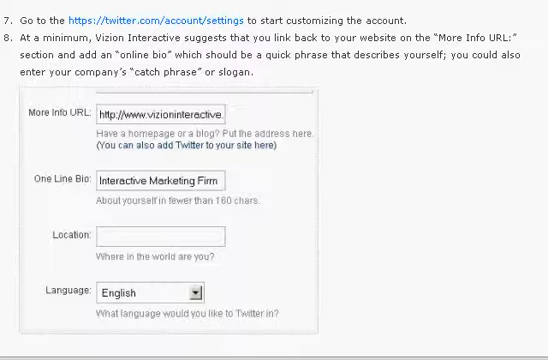 7. Go to the https://twitter.com/account/settings to start customizing the account.
8. At a minimum, Vizion Interactive suggests that you link back to your website on the “More Info URL:”
section and add an “online bio” which should be a quick phrase that describes yourself; you could also
enter your company’s “catch phrase” or slogan.
More Info URL: http://www.vizioninteractive.
Have a homepage or a blog? Put the address here.
(You can also add Twitter to your site here)
One Line Bio: Interactive Marketing Firm
About yourself in fewer than 160 chars.
Location:
Where in the world are you?
Language: English
What language would you like to Twitter in?